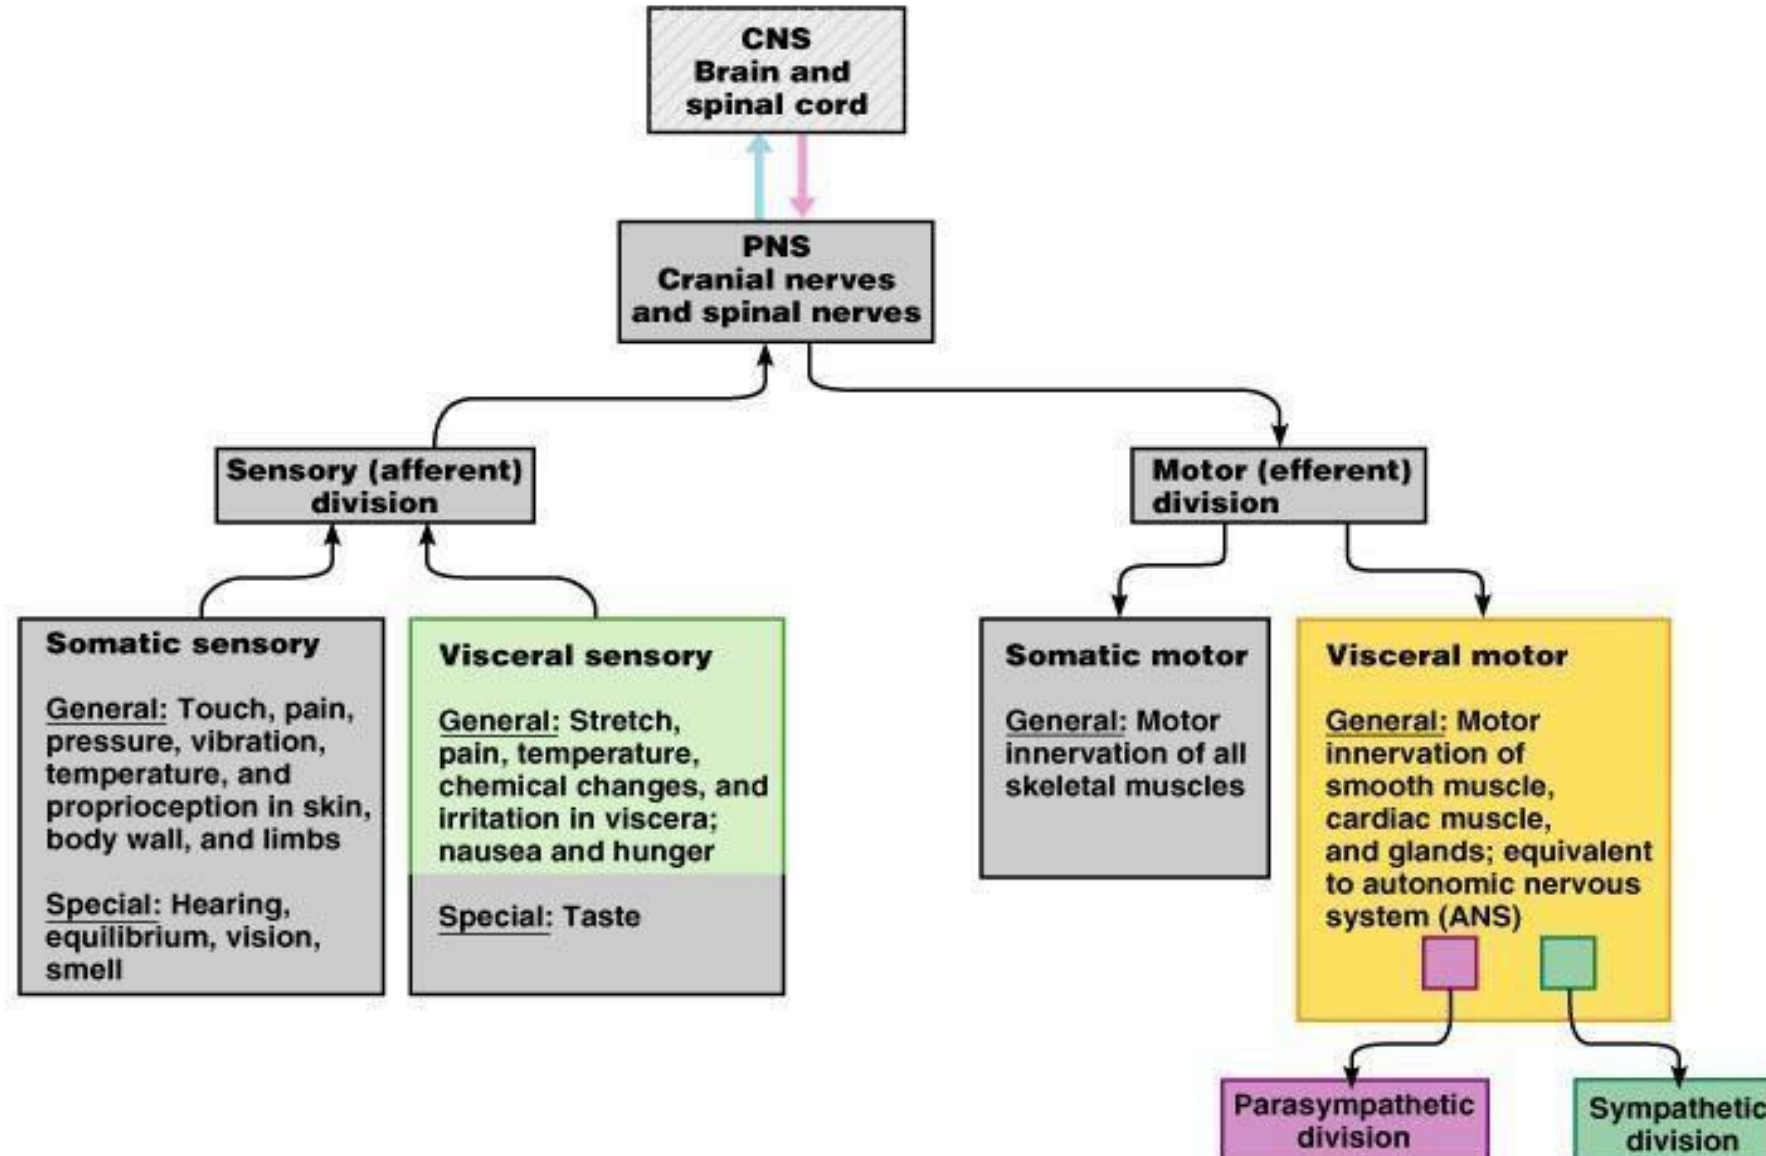 CNS
Brain and
spinal cord
PNS
Cranial nerves
and spinal nerves
Sensory (afferent)
division
Motor (efferent)
division
Somatic sensory
General: Touch, pain,
pressure, vibration,
temperature, and
proprioception in skin,
body wall, and limbs
Special: Hearing,
equilibrium, vision,
smell
Visceral sensory
General: Stretch,
pain, temperature,
chemical changes, and
irritation in viscera;
nausea and hunger
Special: Taste
Somatic motor
General: Motor
innervation of all
skeletal muscles
Visceral motor
General: Motor
innervation of
smooth muscle,
cardiac muscle,
and glands; equivalent
to autonomic nervous
system (ANS)
Parasympathetic
division
Sympathetic
division